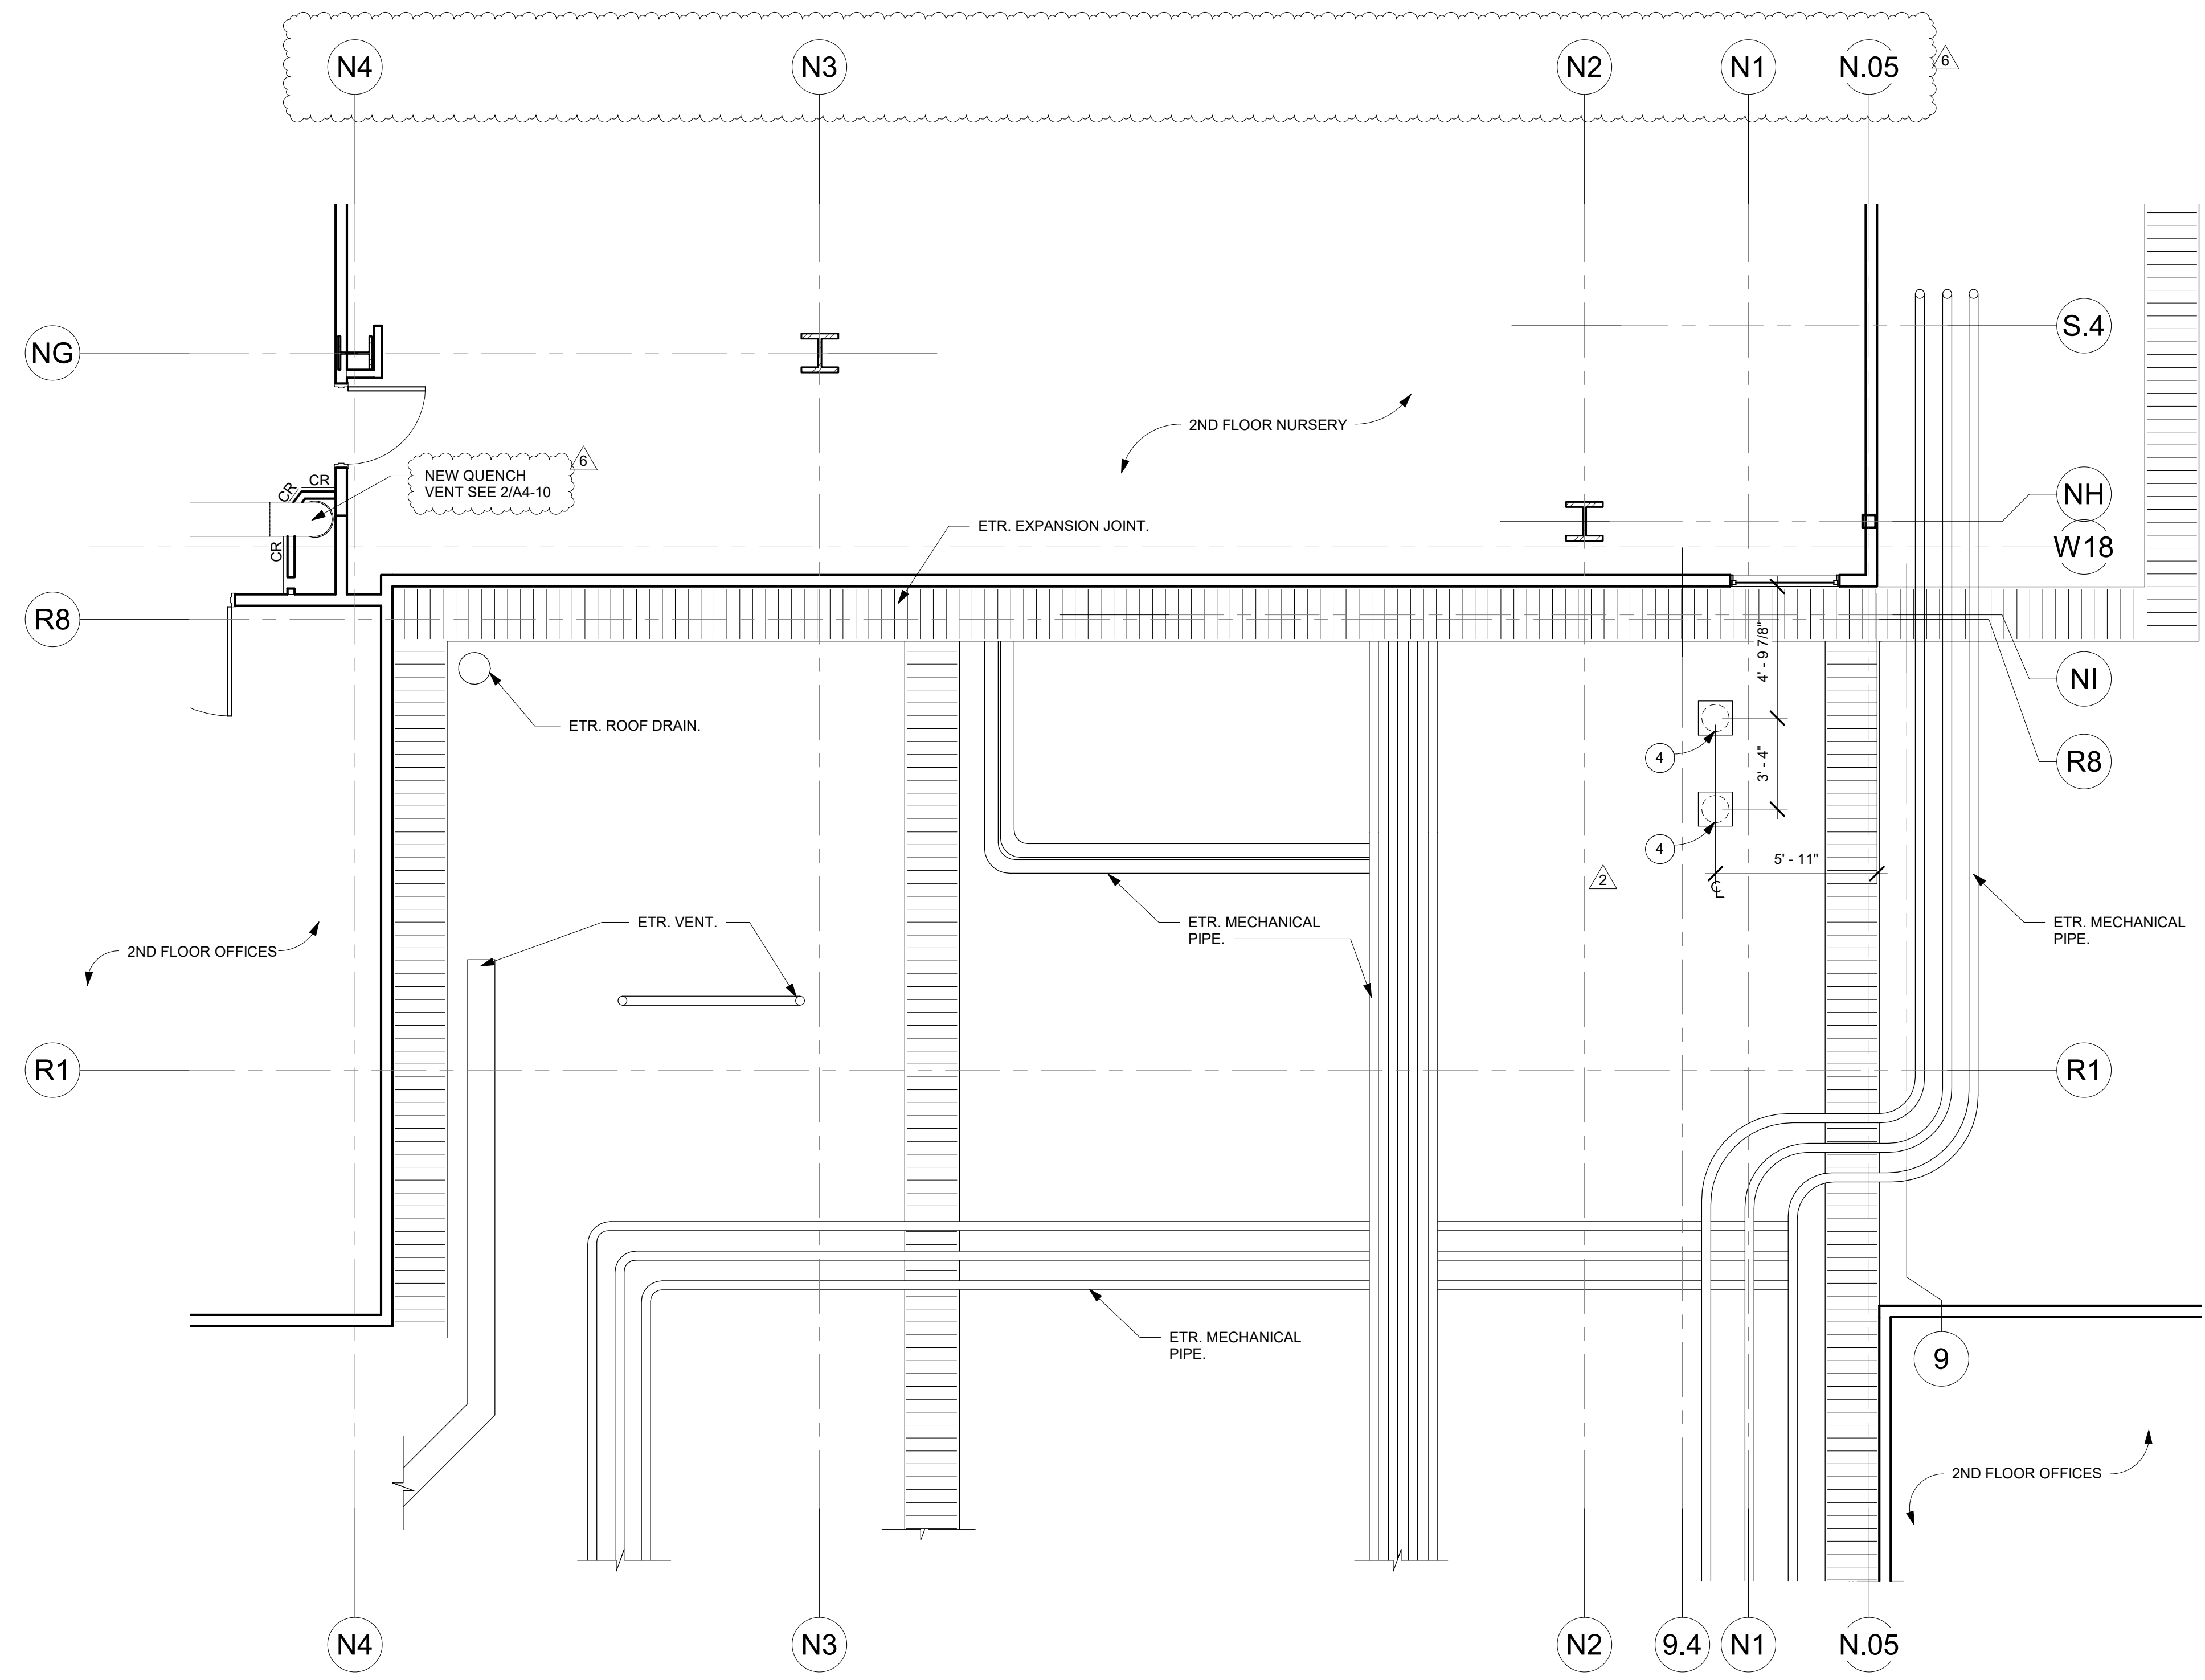 N4
N3
N2
N1
N.05
6
NG
S.4
2ND FLOOR NURSERY
6
NEW QUENCH
VENT SEE 2/A4-10
CR
CR
CR
NH
W18
ETR. EXPANSION JOINT.
R8
4' - 9 7/8"
NI
ETR. ROOF DRAIN.
4
3' - 4"
R8
4
5' - 11"
2
CL
ETR. VENT.
ETR. MECHANICAL
PIPE.
ETR. MECHANICAL
PIPE.
2ND FLOOR OFFICES
R1
R1
ETR. MECHANICAL
PIPE.
9
2ND FLOOR OFFICES
N4
N3
N2
9.4
N1
N.05